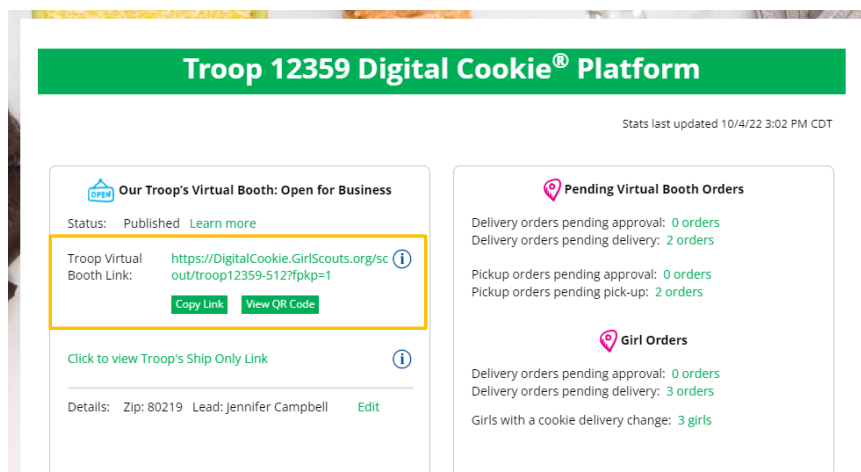 Troop 12359 Digital Cookie® Platform
Stats last updated 10/4/22 3:02 PM CDT
OPEN Our Troop's Virtual Booth: Open for Business
Status: Published Learn more
Troop Virtual Booth Link:
https://DigitalCookie.GirlScouts.org/sc
out/troop12359-512?fpkp=1
i
Copy Link View QR Code
Click to view Troop's Ship Only Link i
Details: Zip: 80219 Lead: Jennifer Campbell Edit
Pending Virtual Booth Orders
Delivery orders pending approval: 0 orders
Delivery orders pending delivery: 2 orders
Pickup orders pending approval: 0 orders
Pickup orders pending pick-up: 2 orders
Girl Orders
Delivery orders pending approval: 0 orders
Delivery orders pending delivery: 3 orders
Girls with a cookie delivery change: 3 girls